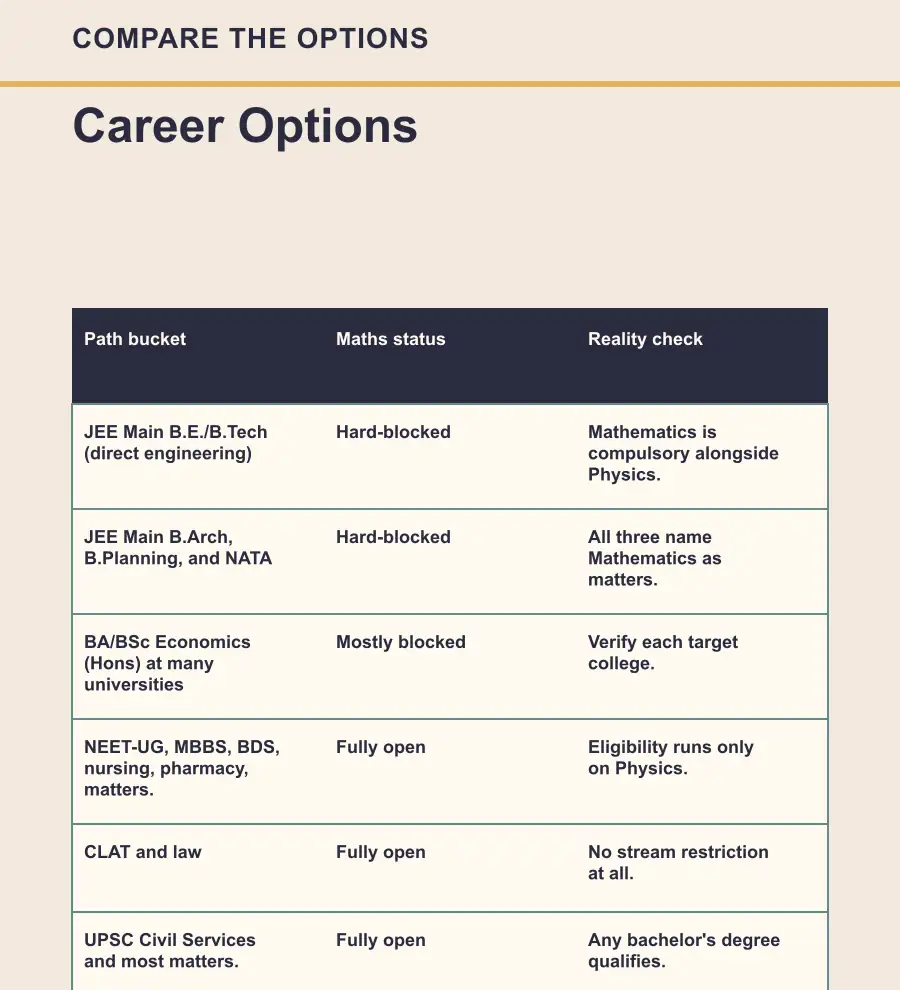 COMPARE THE OPTIONS
Career Options
Path bucket
Maths status
Reality check
JEE Main B.E./B.Tech
(direct engineering)
Hard-blocked
Mathematics is
compulsory alongside
Physics.
JEE Main B.Arch,
B.Planning, and NATA
Hard-blocked
All three name
Mathematics as
matters.
BA/BSc Economics
(Hons) at many
universities
Mostly blocked
Verify each target
college.
NEET-UG, MBBS, BDS,
nursing, pharmacy,
matters.
Fully open
Eligibility runs only
on Physics.
CLAT and law
Fully open
No stream restriction
at all.
UPSC Civil Services
and most matters.
Fully open
Any bachelor's degree
qualifies.